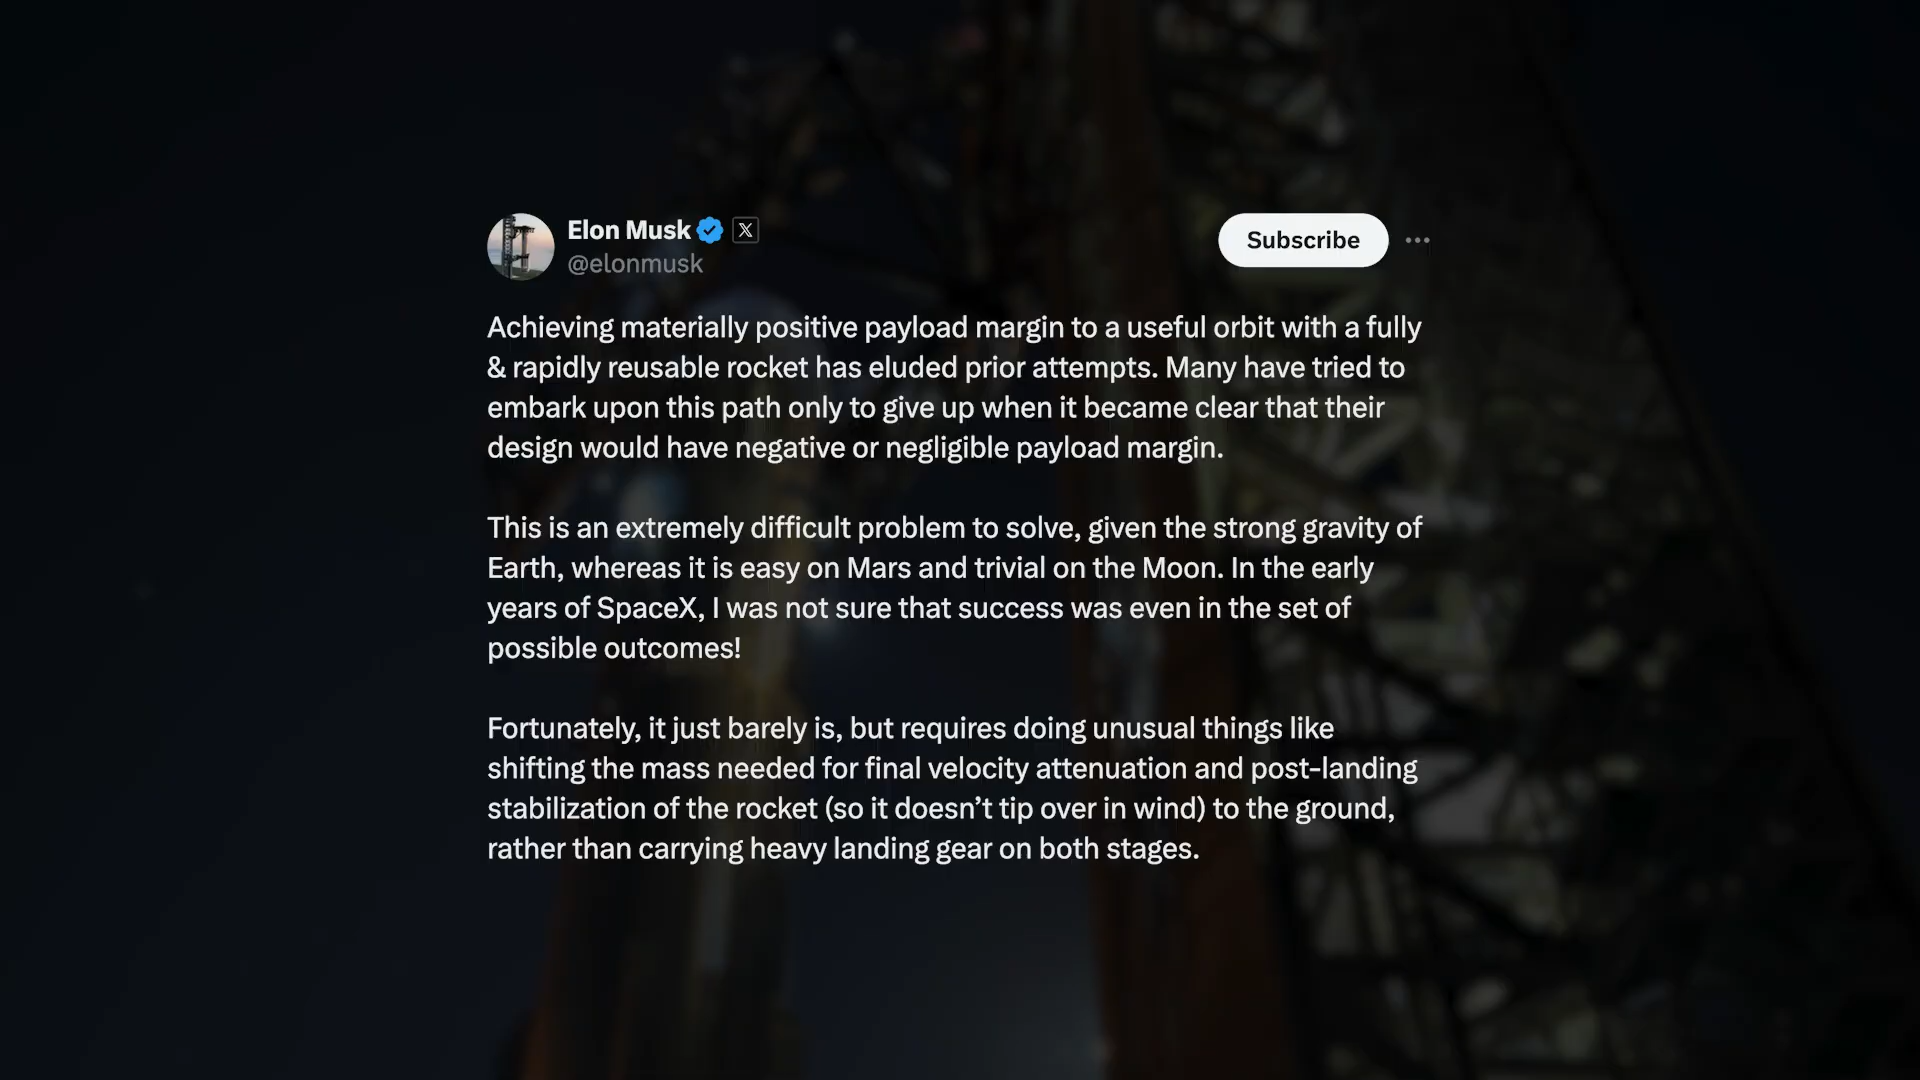 Elon Musk
@elonmusk
Subscribe
Achieving materially positive payload margin to a useful orbit with a fully
& rapidly reusable rocket has eluded prior attempts. Many have tried to
embark upon this path only to give up when it became clear that their
design would have negative or negligible payload margin.
This is an extremely difficult problem to solve, given the strong gravity of
Earth, whereas it is easy on Mars and trivial on the Moon. In the early
years of SpaceX, I was not sure that success was even in the set of
possible outcomes!
Fortunately, it just barely is, but requires doing unusual things like
shifting the mass needed for final velocity attenuation and post-landing
stabilization of the rocket (so it doesn’t tip over in wind) to the ground,
rather than carrying heavy landing gear on both stages.